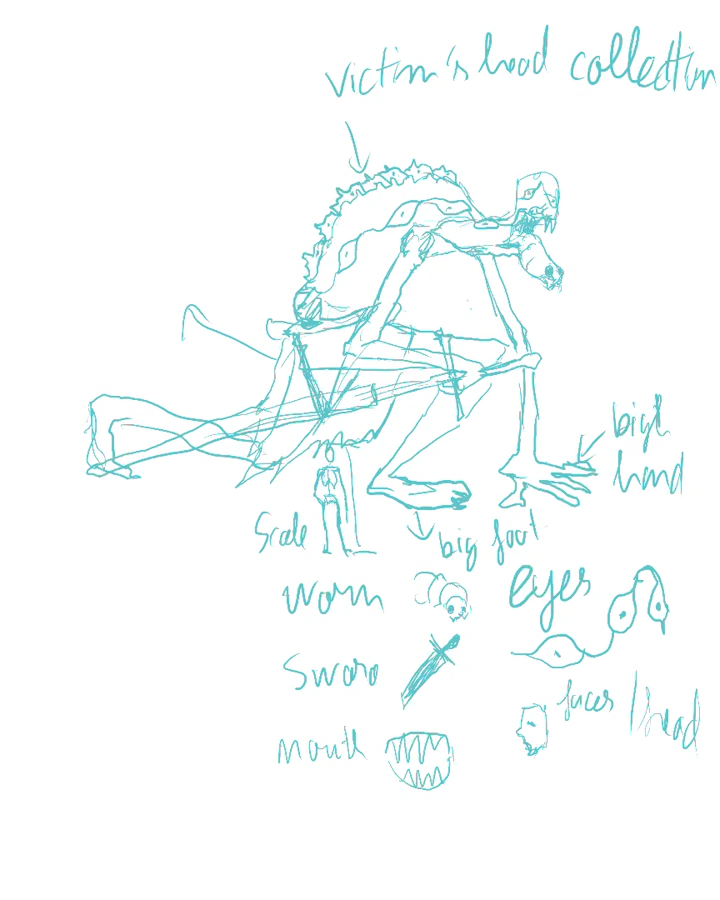 victim's head collection
big
hand
Scale
big foot
worm
eyes
Sword
faces / head
mouth